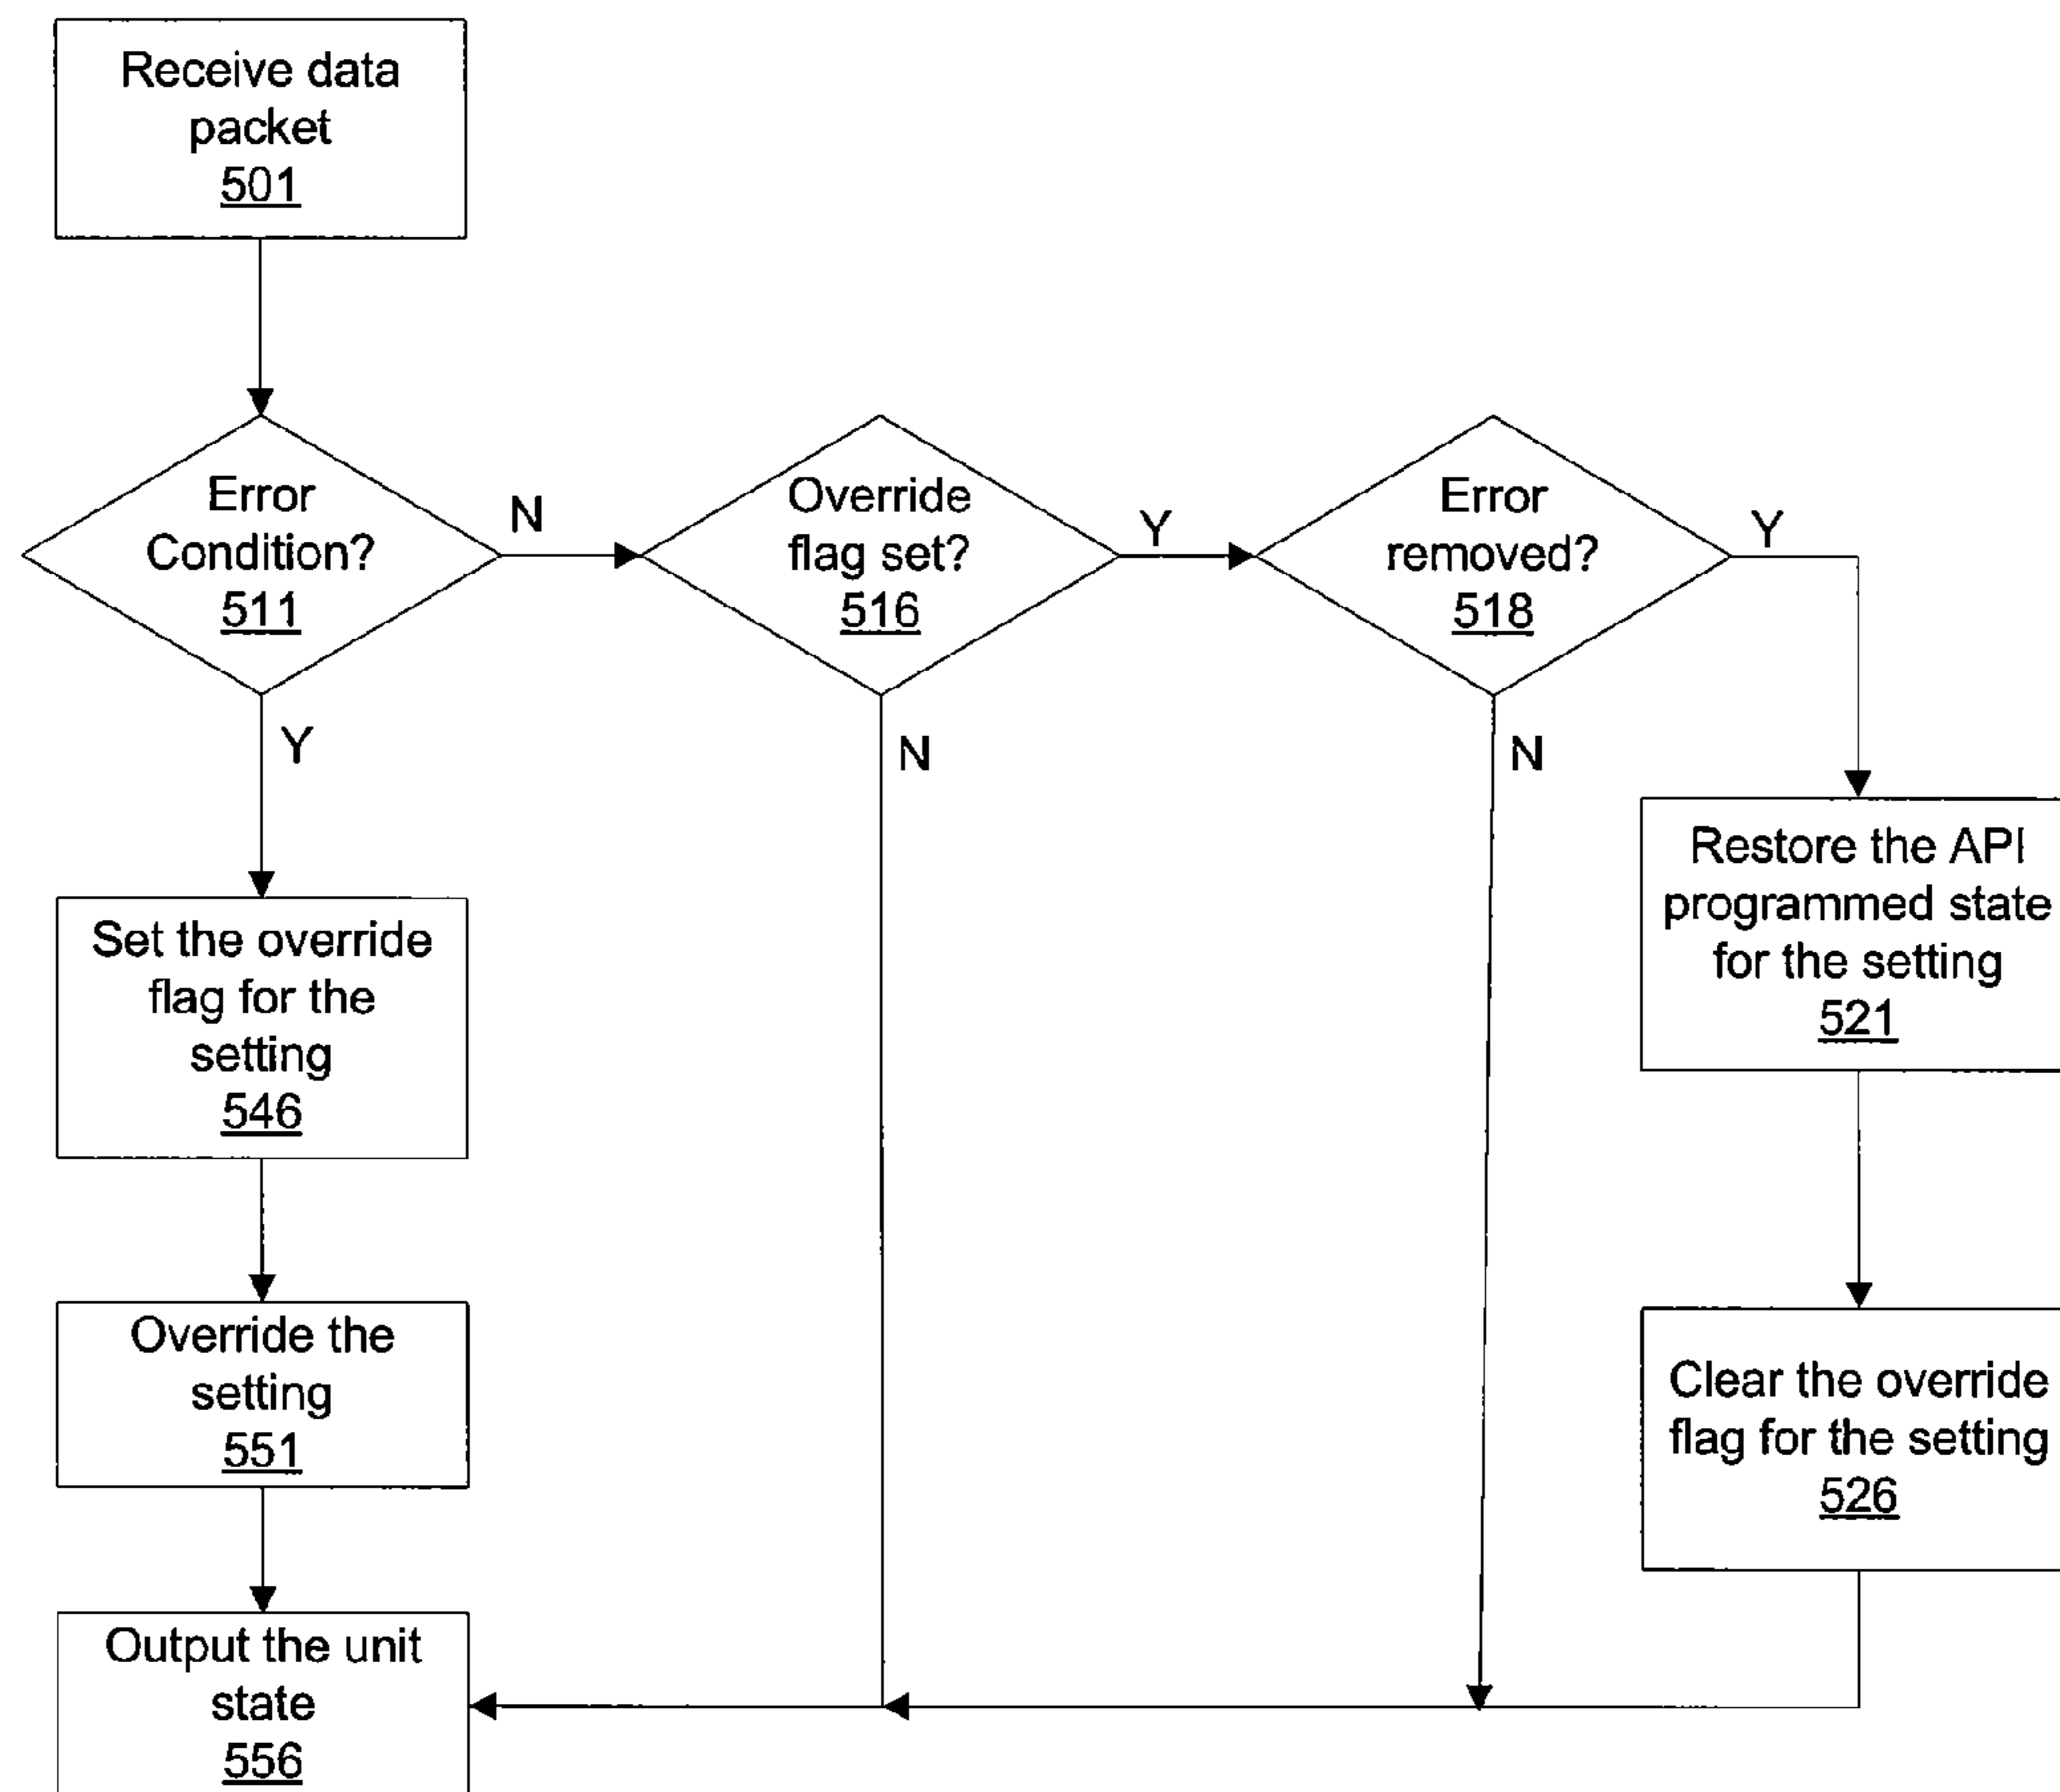 Receive data
packet
501
Error
Condition?
511
N
Override
flag set?
516
Y
Error
removed?
518
Y
Y
N
N
Set the override
flag for the
setting
546
Restore the API
programmed state
for the setting
521
Override the
setting
551
Clear the override
flag for the setting
526
Output the unit
state
556